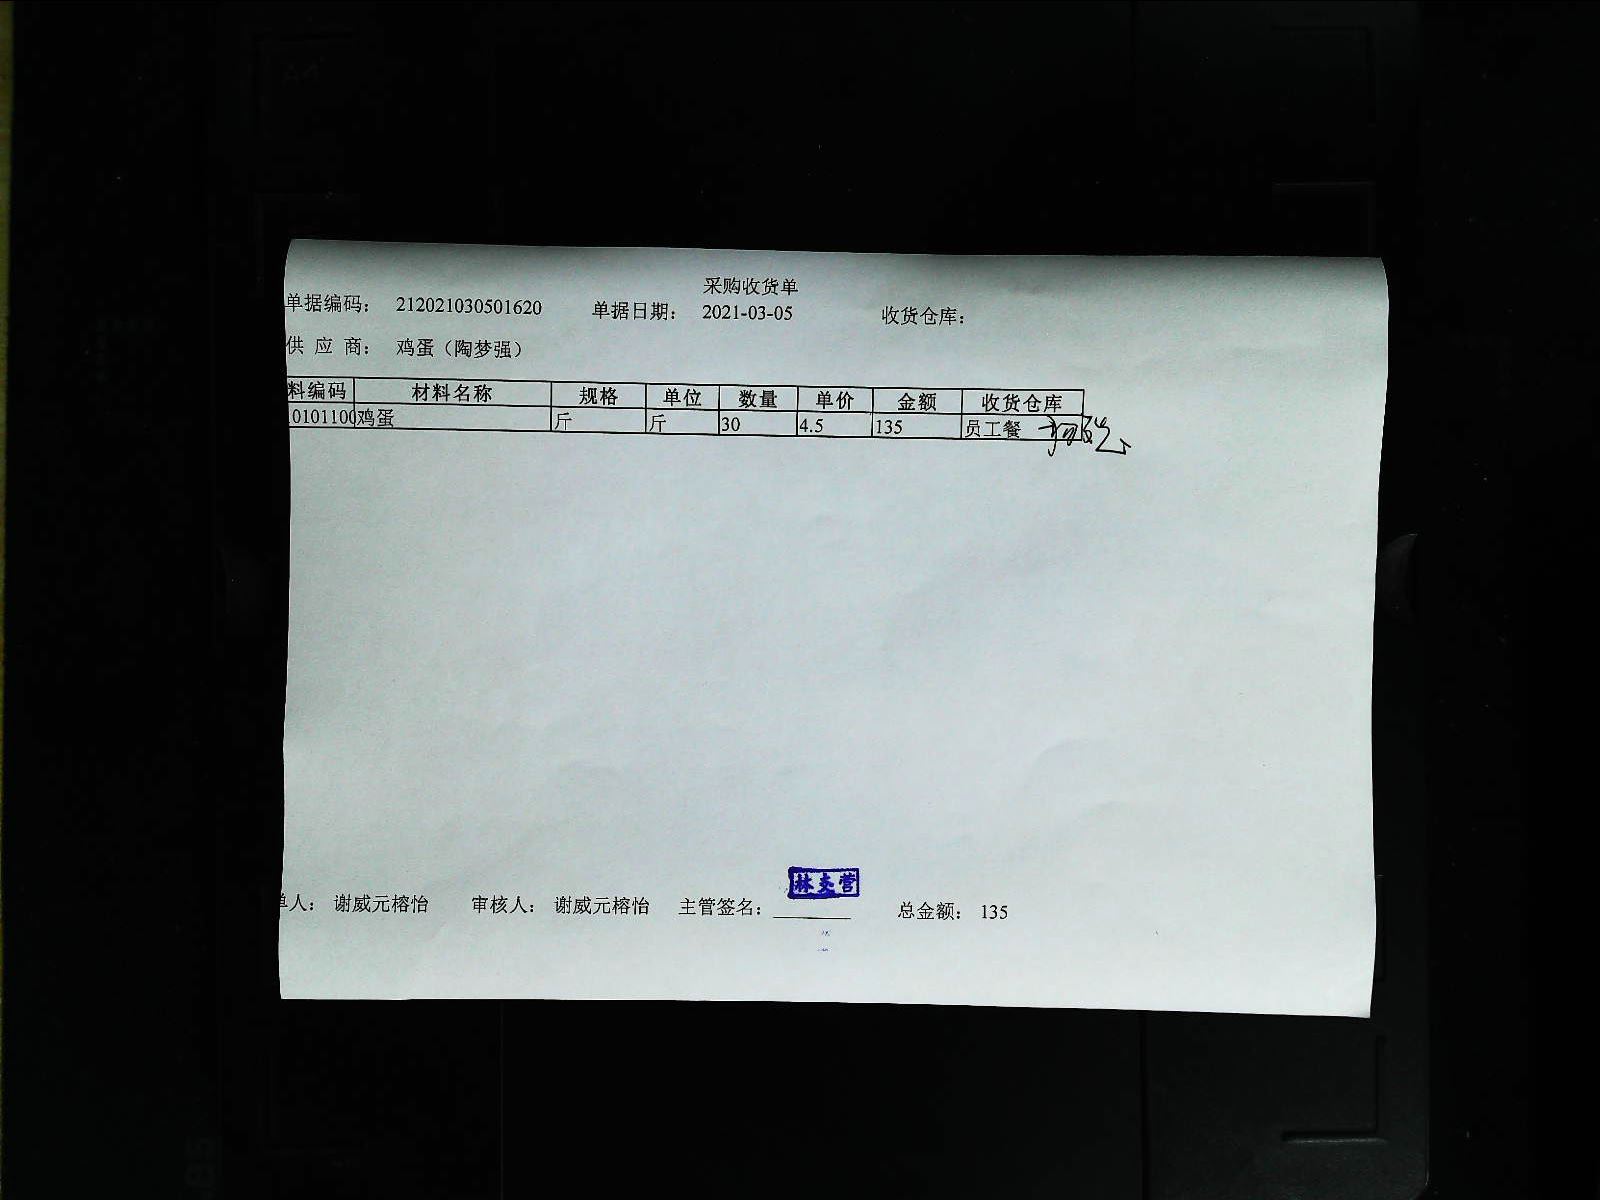 采购收货单
单据编码： 212021030501620 单据日期： 2021-03-05 收货仓库：
供 应 商： 鸡蛋（陶梦强）
料编码 材料名称 规格 单位 数量 单价 金额 收货仓库
0101100 鸡蛋 斤 斤 30 4.5 135 员工餐
单人： 谢威元榕怡 审核人： 谢威元榕怡 主管签名： 总金额： 135